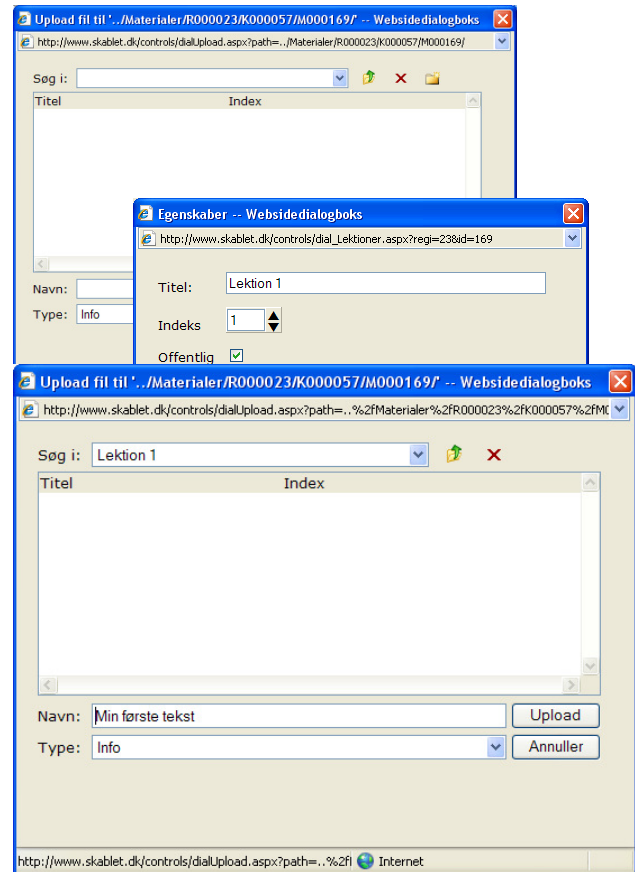 Upload fil til '../Materialer/R000023/K000057/M000169/' -- Websidedialogboks
http://www.skablet.dk/controls/dialUpload.aspx?path=../Materialer/R000023/K000057/M000169/
Søg i:
Titel Index
Navn:
Type: Info
Egenskaber -- Websidedialogboks
http://www.skablet.dk/controls/dial_Lektioner.aspx?regi=23&id=169
Titel: Lektion 1
Indeks 1
Offentlig
Upload fil til '../Materialer/R000023/K000057/M000169/' -- Websidedialogboks
http://www.skablet.dk/controls/dialUpload.aspx?path=..%2fMaterialer%2fR000023%2fK000057%2fM0
Søg i: Lektion 1
Titel Index
Navn: Min første tekst Upload
Type: Info Annuller
http://www.skablet.dk/controls/dialUpload.aspx?path=..%2fl Internet